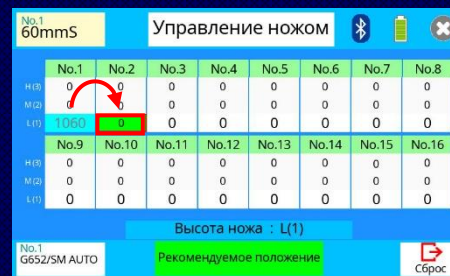 No.1
60mmS
Управление ножом
No.1 No.2 No.3 No.4 No.5 No.6 No.7 No.8
H(3) 0 0 0 0 0 0 0 0
M(2) 0 0 0 0 0 0 0 0
L(1) 1060 0 0 0 0 0 0 0
No.9 No.10 No.11 No.12 No.13 No.14 No.15 No.16
H(3) 0 0 0 0 0 0 0 0
M(2) 0 0 0 0 0 0 0 0
L(1) 0 0 0 0 0 0 0 0
Высота ножа : L(1)
No.1
G652/SM AUTO
Рекомендуемое положение
Сброс